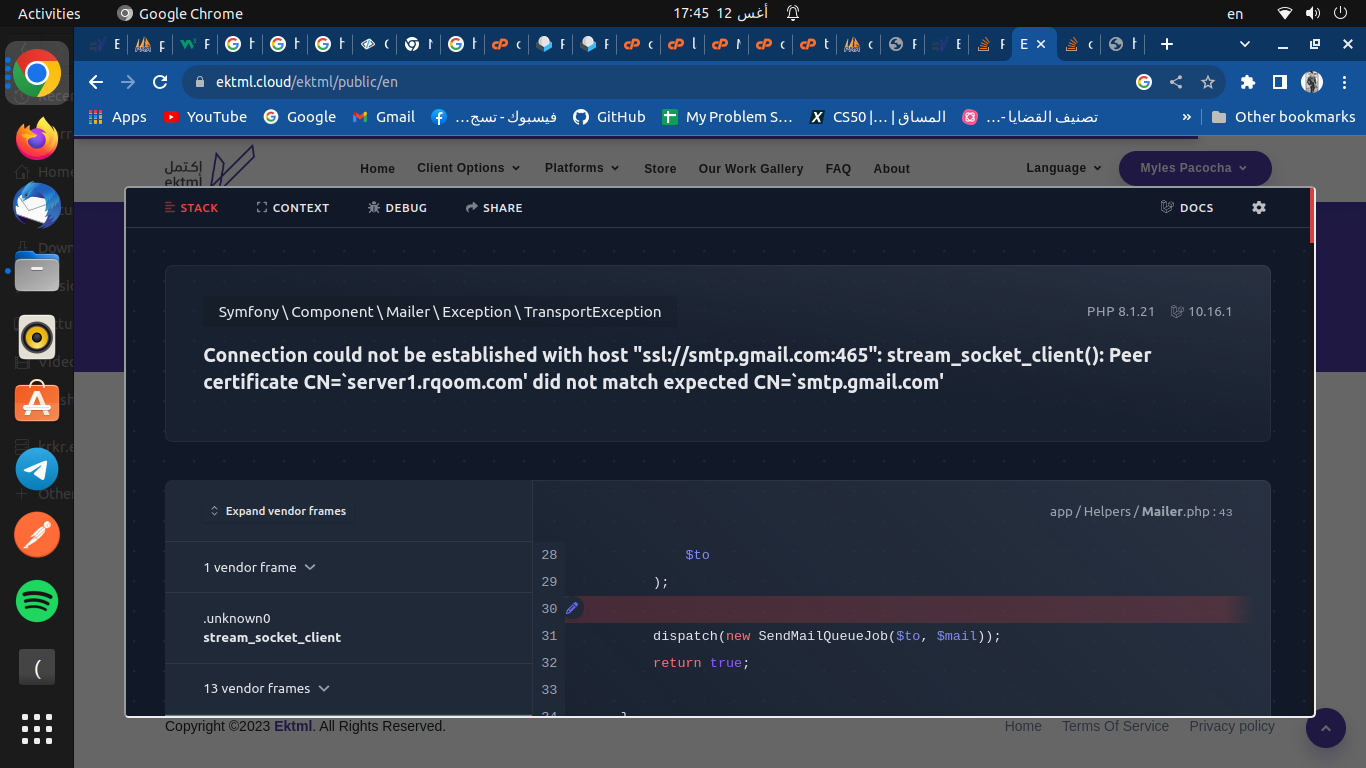 Activities
Google Chrome
17:45 12 أغس
en
ektml.cloud/ektml/public/en
Apps
YouTube
Google
Gmail
فيسبوك - تسج...
GitHub
My Problem S...
CS50 |... | المساق
تصنيف القضايا -...
»
Other bookmarks
إكتمل
ektml
Home
Client Options
Platforms
Store
Our Work Gallery
FAQ
About
Language
Myles Pacocha
STACK
CONTEXT
DEBUG
SHARE
DOCS
Symfony\Component\Mailer\Exception\TransportException
PHP 8.1.21
10.16.1
Connection could not be established with host "ssl://smtp.gmail.com:465": stream_socket_client(): Peer
certificate CN=`server1.rqoom.com' did not match expected CN=`smtp.gmail.com'
Expand vendor frames
app / Helpers / Mailer.php : 43
1 vendor frame
.unknown0
stream_socket_client
13 vendor frames
28 $to
29 );
30
31 dispatch(new SendMailQueueJob($to, $mail));
32 return true;
33
Copyright ©2023 Ektml. All Rights Reserved.
Home
Terms Of Service
Privacy policy